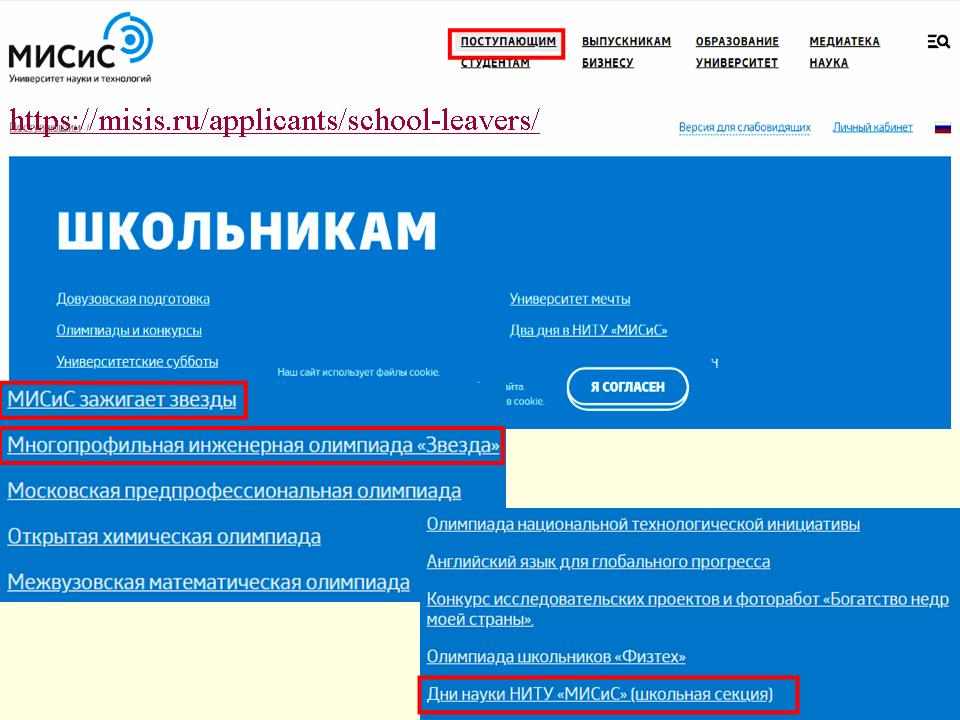 МИСиС
Университет науки и технологий
ПОСТУПАЮЩИМ
ВЫПУСКНИКАМ
ОБРАЗОВАНИЕ
МЕДИАТЕКА
СТУДЕНТАМ
БИЗНЕСУ
УНИВЕРСИТЕТ
НАУКА
https://misis.ru/applicants/school-leavers/
Версия для слабовидящих
Личный кабинет
ШКОЛЬНИКАМ
Довузовская подготовка
Университет мечты
Олимпиады и конкурсы
Два дня в НИТУ «МИСиС»
Университетские субботы
Наш сайт использует файлы cookie.
в cookie.
Я СОГЛАСЕН
МИСиС зажигает звезды
Многопрофильная инженерная олимпиада «Звезда»
Московская предпрофессиональная олимпиада
Открытая химическая олимпиада
Межвузовская математическая олимпиада
Олимпиада национальной технологической инициативы
Английский язык для глобального прогресса
Конкурс исследовательских проектов и фоторабот «Богатство недр
моей страны».
Олимпиада школьников «Физтех»
Дни науки НИТУ «МИСиС» (школьная секция)